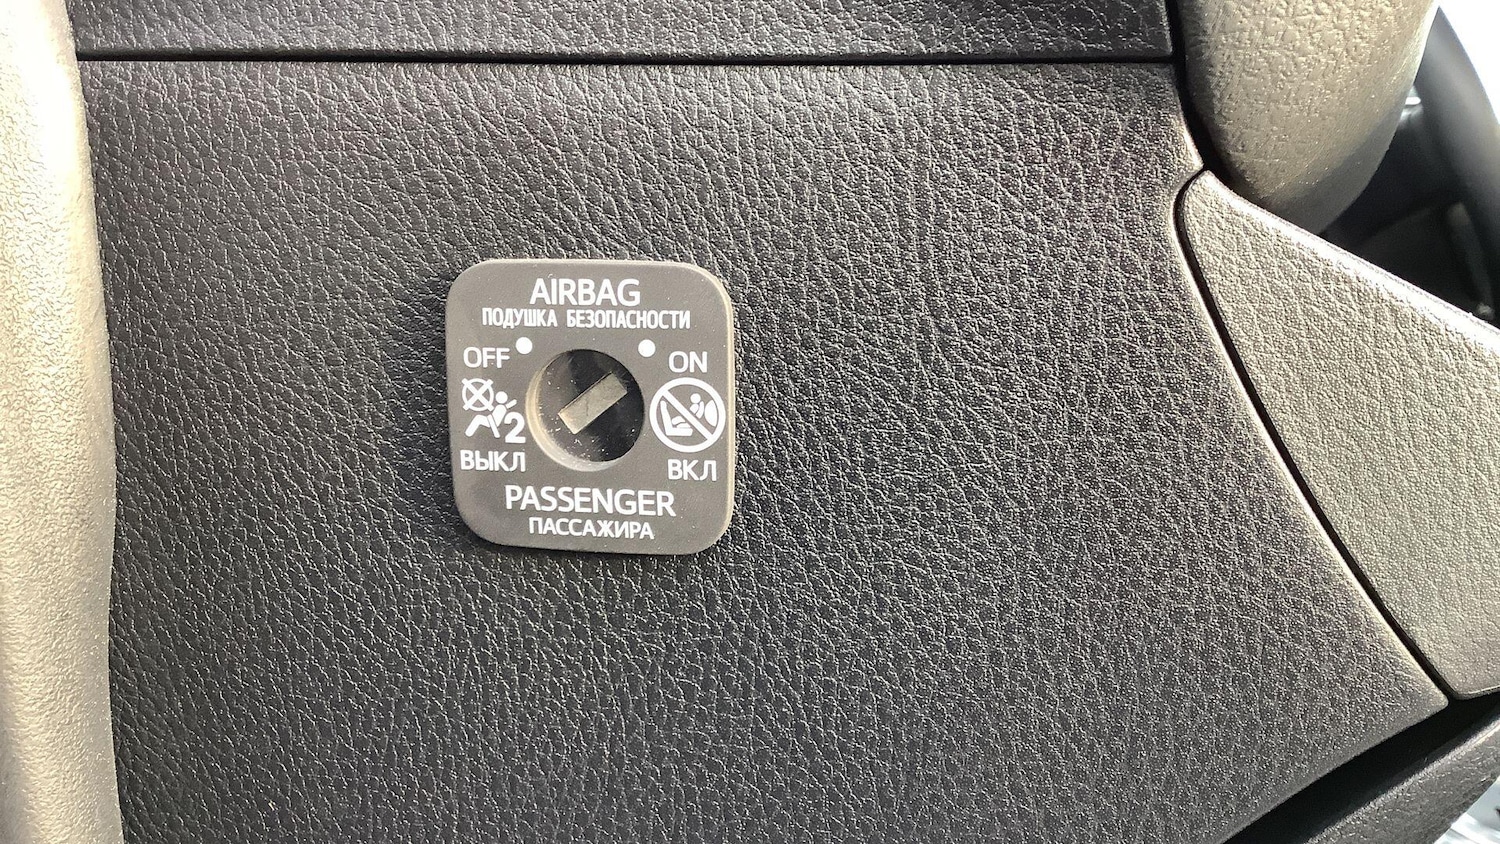 AIRBAG
ПОДУШКА БЕЗОПАСНОСТИ
OFF ON
2
ВЫКЛ ВКЛ
PASSENGER
ПАССАЖИРА